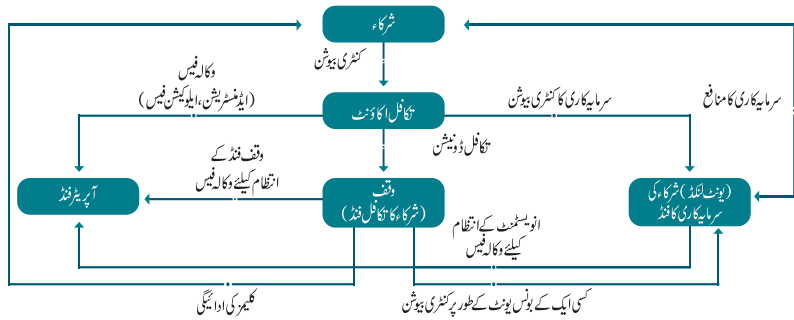 شرکاء
کنٹری بیوشن
وکالہ فیس
(ایڈمنسٹریشن، ایلوکیشن فیس)
تکافل اکاؤنٹ
سرمایہ کاری کا کنٹری بیوشن
سرمایہ کاری کا منافع
تکافل ڈونیشن
وقف فنڈ کے
انتظام کیلئے وکالہ فیس
آپریٹر فنڈ
وقف
(شرکاء کا تکافل فنڈ)
(یونٹ لنکڈ) شرکاء کی
سرمایہ کاری کا فنڈ
انویسٹمنٹ کے انتظام
کیلئے وکالہ فیس
کلیمز کی ادائیگی
کسی ایک کے بونس یونٹ کے طور پر کنٹری بیوشن